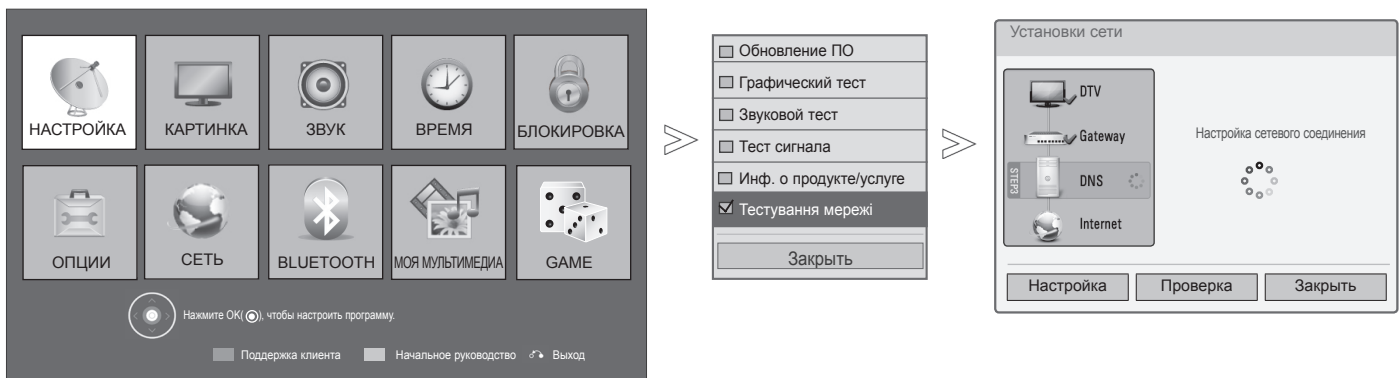 НАСТРОЙКА
КАРТИНКА
ЗВУК
ВРЕМЯ
БЛОКИРОВКА
ОПЦИИ
СЕТЬ
BLUETOOTH
МОЯ МУЛЬТИМЕДИА
GAME
Нажмите ОК( ), чтобы настроить программу.
Поддержка клиента
Начальное руководство
Выход
Обновление ПО
Графический тест
Звуковой тест
Тест сигнала
Инф. о продукте/услуге
Тестування мережі
Закрыть
Установки сети
DTV
Gateway
STEP3
DNS
Internet
Настройка сетевого соединения
Настройка
Проверка
Закрыть